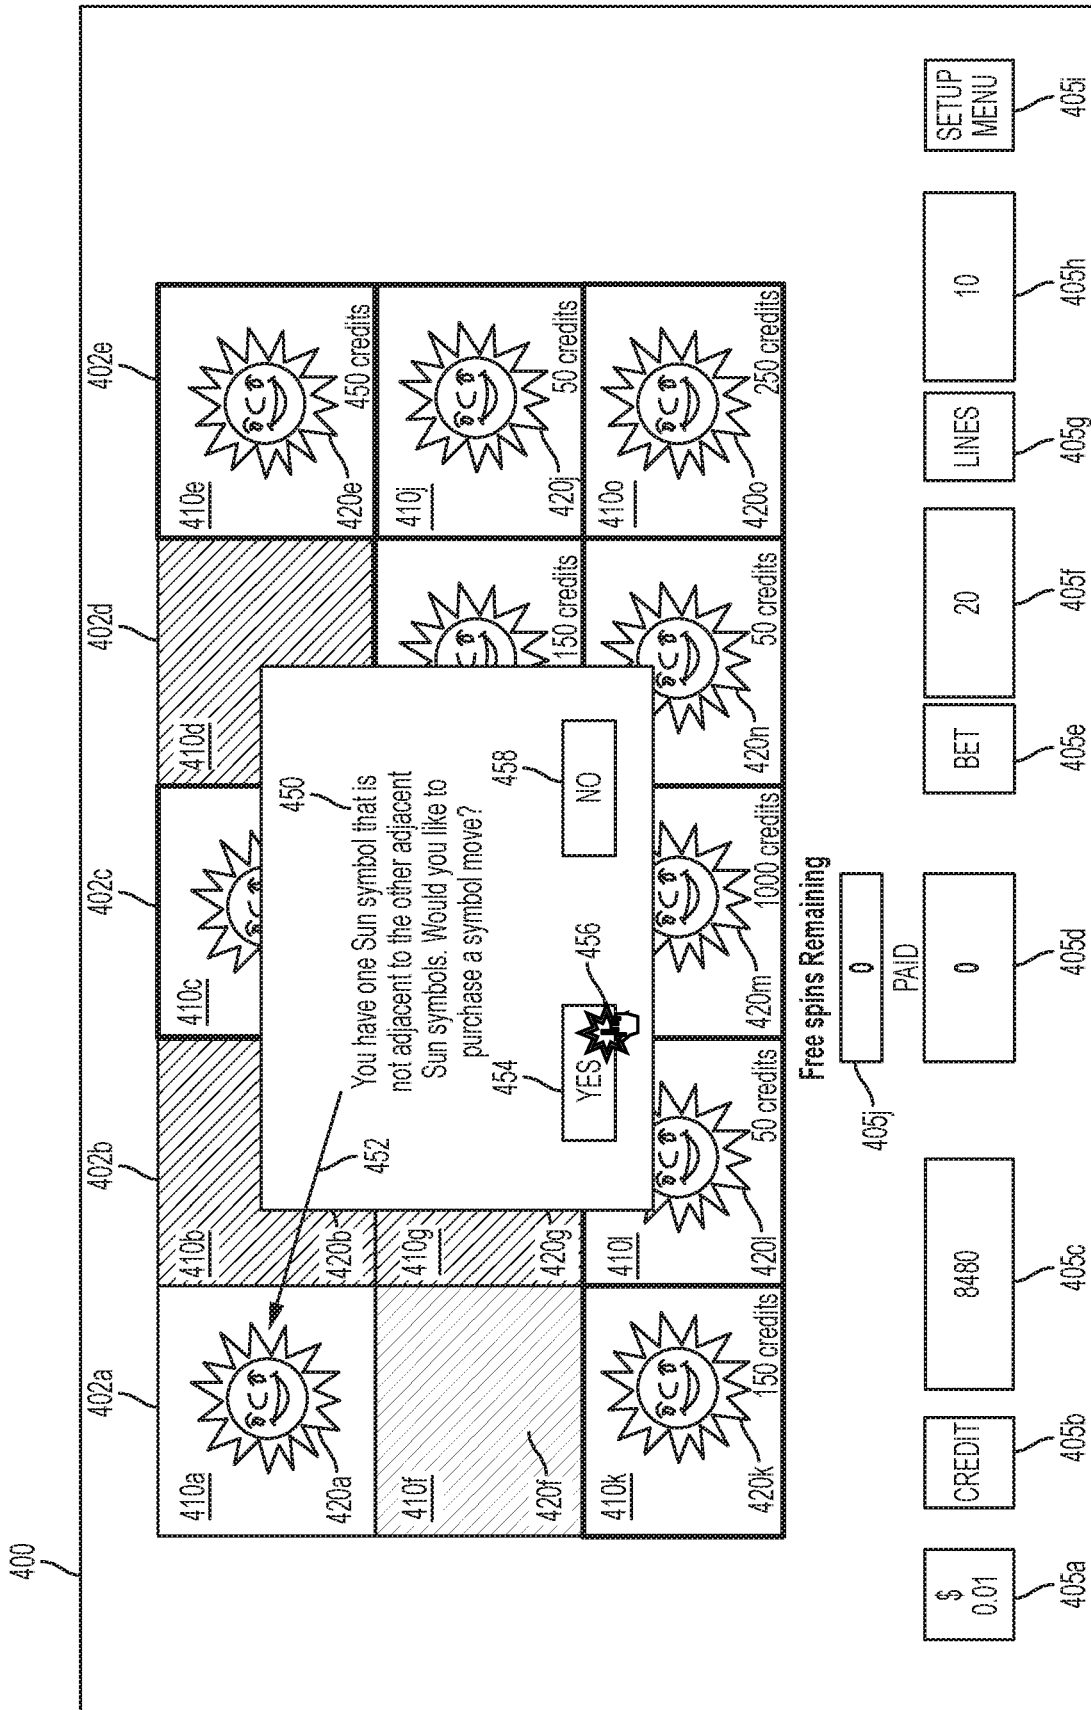 400
402a
402b
402c
402d
402e
410a
420a
410b
420b
410c
410d
410e
420e
450 credits
450
You have one Sun symbol that is
not adjacent to the other adjacent
Sun symbols. Would you like to
purchase a symbol move?
452
454
YES
456
458
NO
410f
420f
410g
420g
150 credits
410j
420j
50 credits
410k
420k
150 credits
410l
420l
50 credits
420m
1000 credits
420n
50 credits
410o
420o
250 credits
Free spins Remaining
0
405j
PAID
$
0.01
CREDIT
8480
0
BET
20
LINES
10
SETUP
MENU
405a
405b
405c
405d
405e
405f
405g
405h
405i